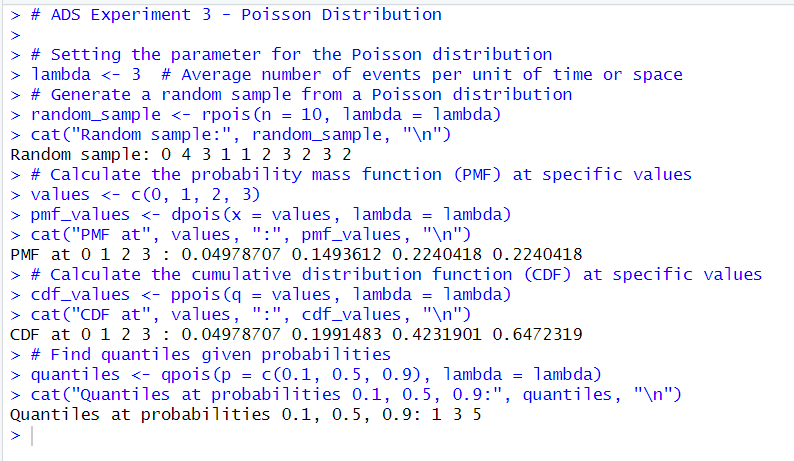 > # ADS Experiment 3 - Poisson Distribution
>
> # Setting the parameter for the Poisson distribution
> lambda <- 3  # Average number of events per unit of time or space
> # Generate a random sample from a Poisson distribution
> random_sample <- rpois(n = 10, lambda = lambda)
> cat("Random sample:", random_sample, "\n")
Random sample: 0 4 3 1 1 2 3 2 3 2
> # Calculate the probability mass function (PMF) at specific values
> values <- c(0, 1, 2, 3)
> pmf_values <- dpois(x = values, lambda = lambda)
> cat("PMF at", values, ":", pmf_values, "\n")
PMF at 0 1 2 3 : 0.04978707 0.1493612 0.2240418 0.2240418
> # Calculate the cumulative distribution function (CDF) at specific values
> cdf_values <- ppois(q = values, lambda = lambda)
> cat("CDF at", values, ":", cdf_values, "\n")
CDF at 0 1 2 3 : 0.04978707 0.1991483 0.4231901 0.6472319
> # Find quantiles given probabilities
> quantiles <- qpois(p = c(0.1, 0.5, 0.9), lambda = lambda)
> cat("Quantiles at probabilities 0.1, 0.5, 0.9:", quantiles, "\n")
Quantiles at probabilities 0.1, 0.5, 0.9: 1 3 5
>